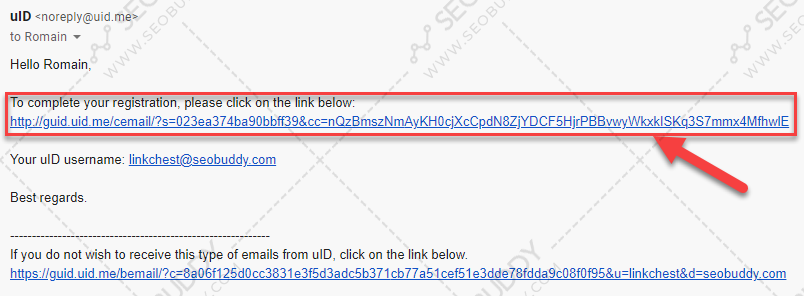 uID <noreply@uid.me>
to Romain
Hello Romain,
To complete your registration, please click on the link below:
http://guid.uid.me/cemail/?s=023ea374ba90bbff39&cc=nQzBmszNmAyKH0cjXcCpdN8ZjYDCF5HjrPBBvwyWkxkISKq3S7mmx4MfhwIE
Your uID username: linkchest@seobuddy.com
Best regards.
------------------------------------------------------------
If you do not wish to receive this type of emails from uID, click on the link below.
https://guid.uid.me/bemail/?c=8a06f125d0cc3831e3f5d3adc5b371cb77a51cef51e3dde78fdda9c08f0f95&u=linkchest&d=seobuddy.com
SEOBUDDY
WWW.SEOBUDDY